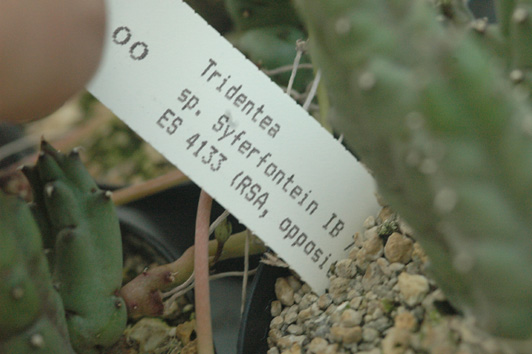 00
Tridentea
sp. Syferfontein IB
ES 4133 (RSA, opposi